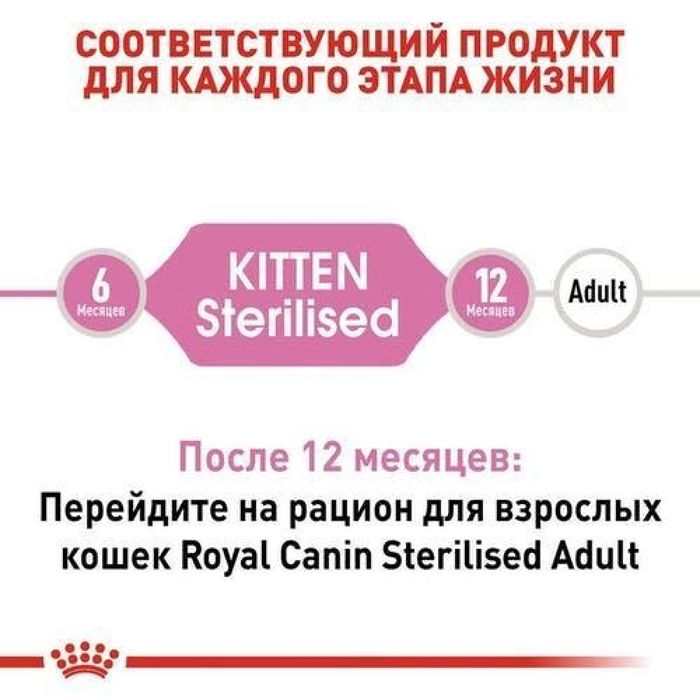 СООТВЕТСТВУЮЩИЙ ПРОДУКТ
ДЛЯ КАЖДОГО ЭТАПА ЖИЗНИ
6
Месяцев
KITTEN
Sterilised
12
Месяцев
Adult
После 12 месяцев:
Перейдите на рацион для взрослых
кошек Royal Canin Sterilised Adult